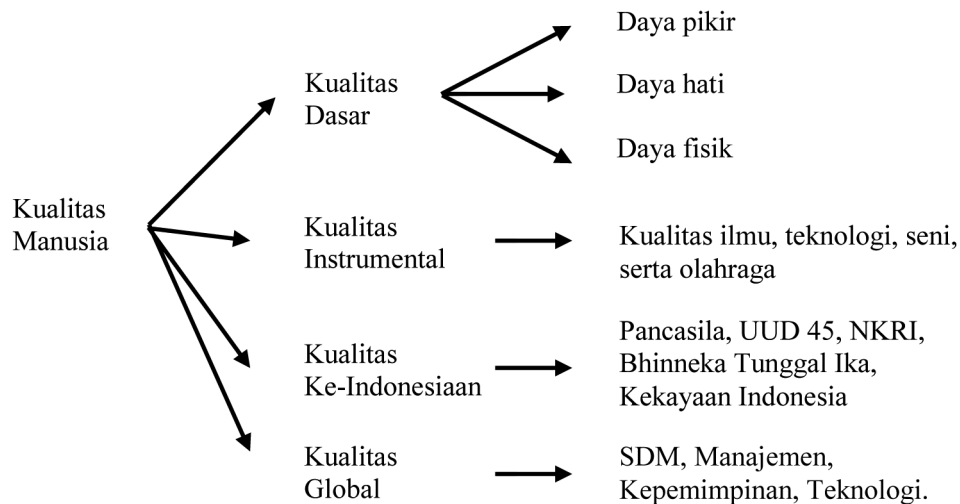 Kualitas
Manusia
Kualitas
Dasar
Daya pikir
Daya hati
Daya fisik
Kualitas
Instrumental
Kualitas ilmu, teknologi, seni,
serta olahraga
Kualitas
Ke-Indonesiaan
Pancasila, UUD 45, NKRI,
Bhinneka Tunggal Ika,
Kekayaan Indonesia
Kualitas
Global
SDM, Manajemen,
Kepemimpinan, Teknologi.